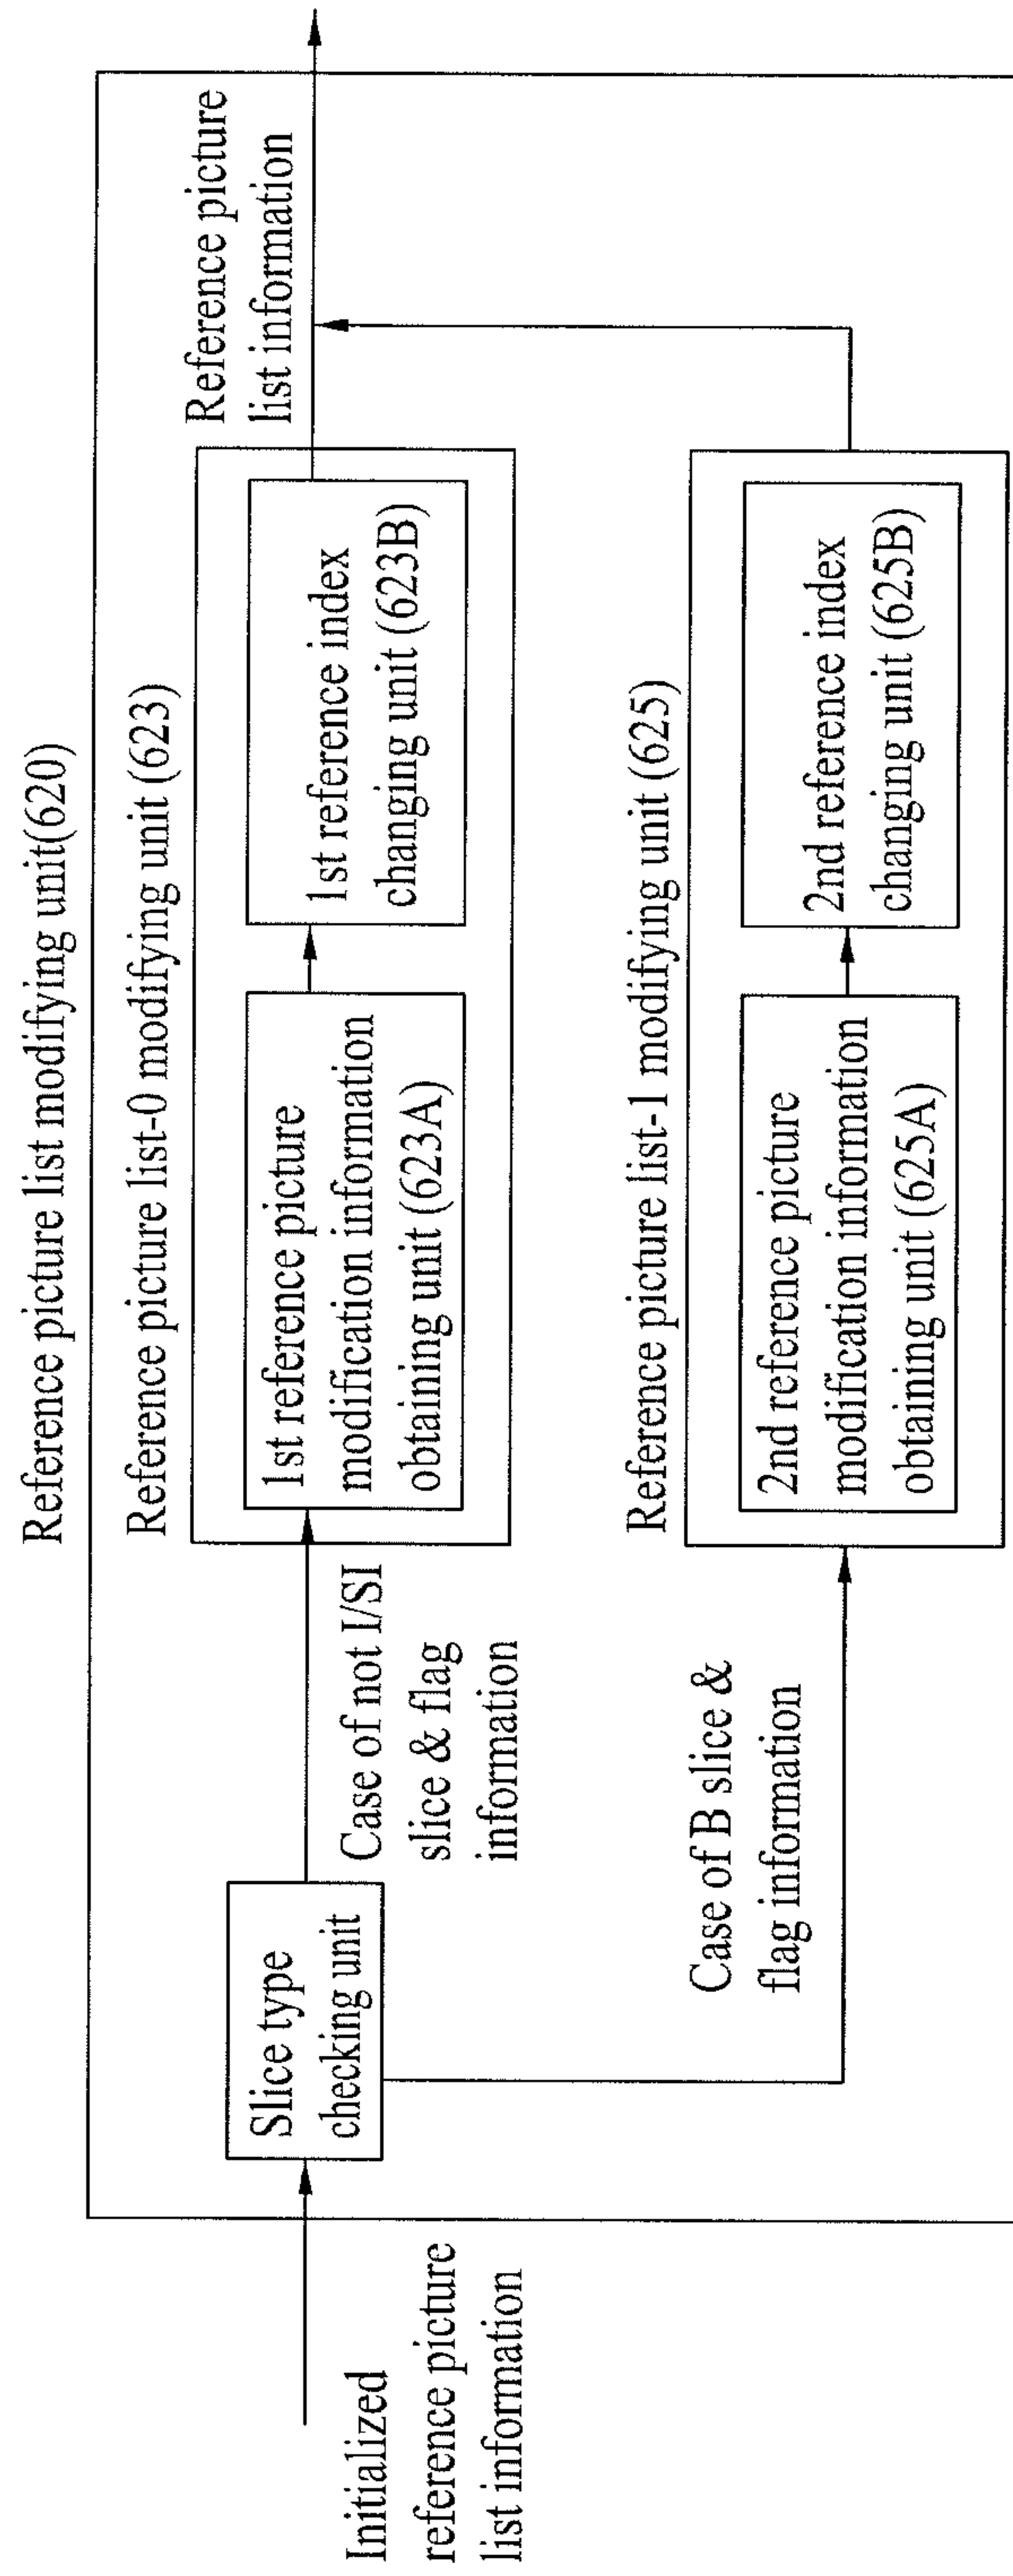 Reference picture list modifying unit(620)
Reference picture list-0 modifying unit (623)
Initialized
reference picture
list information
Slice type
checking unit
Case of not I/SI
slice & flag
information
1st reference picture
modification information
obtaining unit (623A)
1st reference index
changing unit (623B)
Reference picture
list information
Reference picture list-1 modifying unit (625)
Case of B slice &
flag information
2nd reference picture
modification information
obtaining unit (625A)
2nd reference index
changing unit (625B)